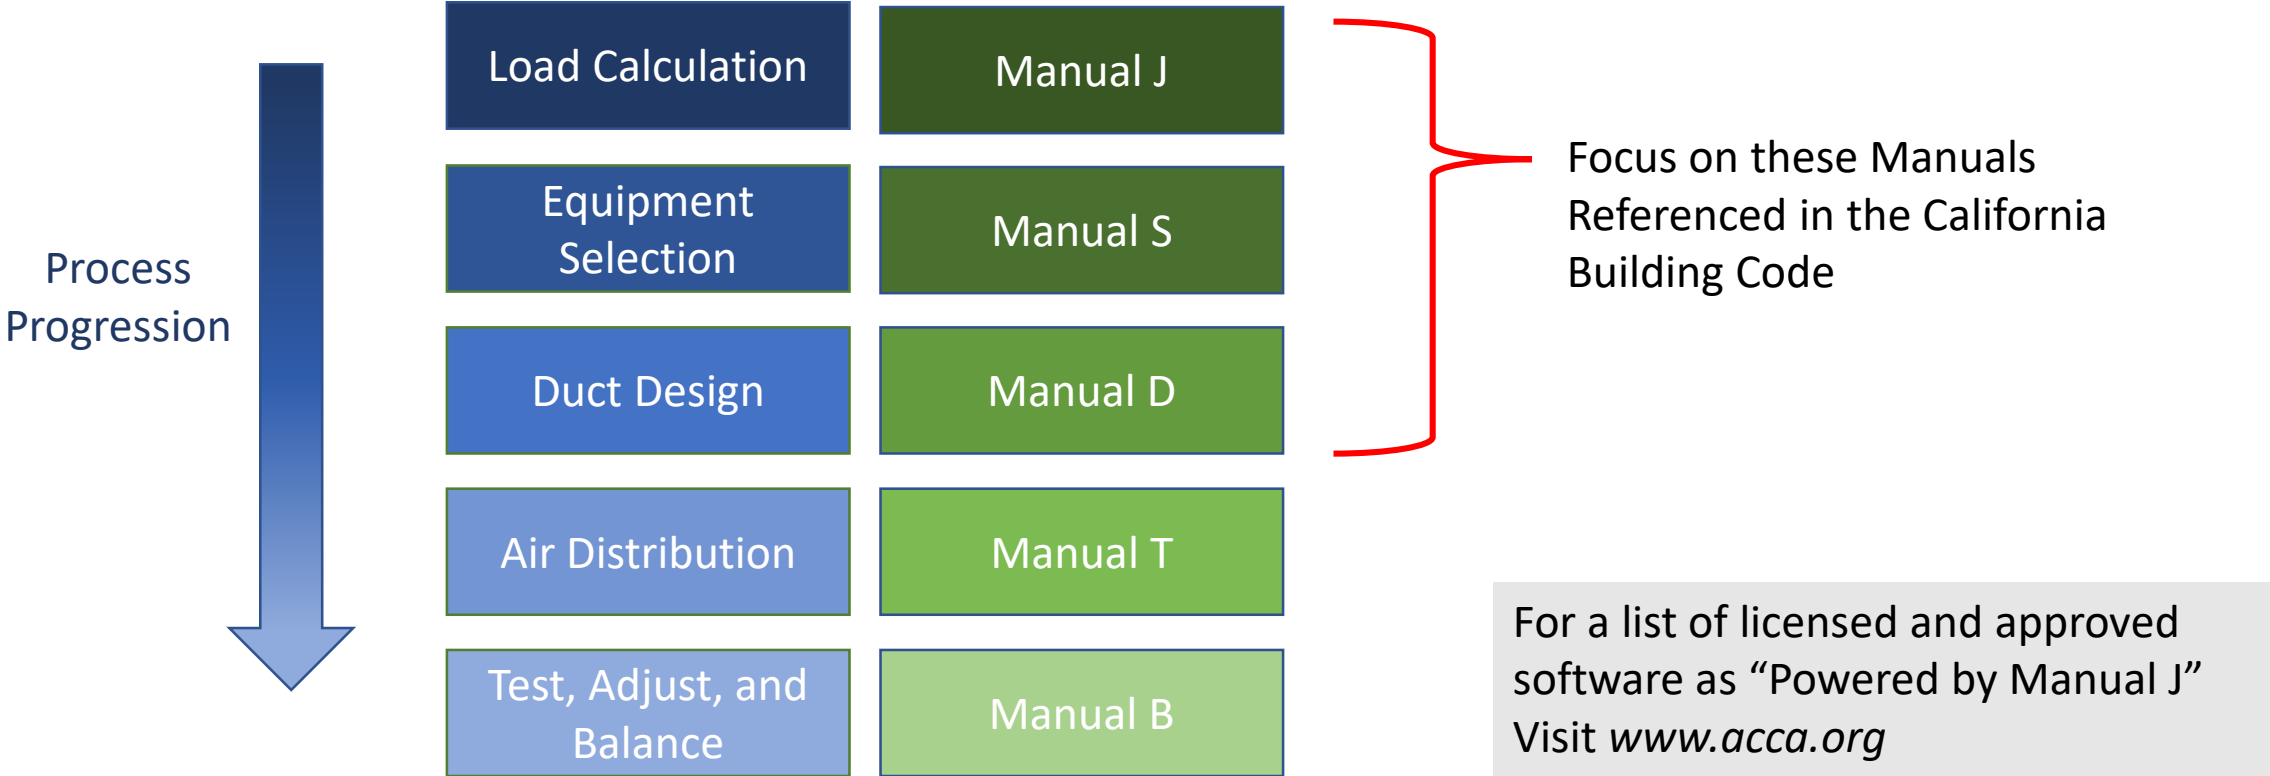 Process
Progression
Load Calculation
Manual J
Equipment
Selection
Manual S
Duct Design
Manual D
Air Distribution
Manual T
Test, Adjust, and
Balance
Manual B
Focus on these Manuals
Referenced in the California
Building Code
For a list of licensed and approved
software as “Powered by Manual J”
Visit www.acca.org